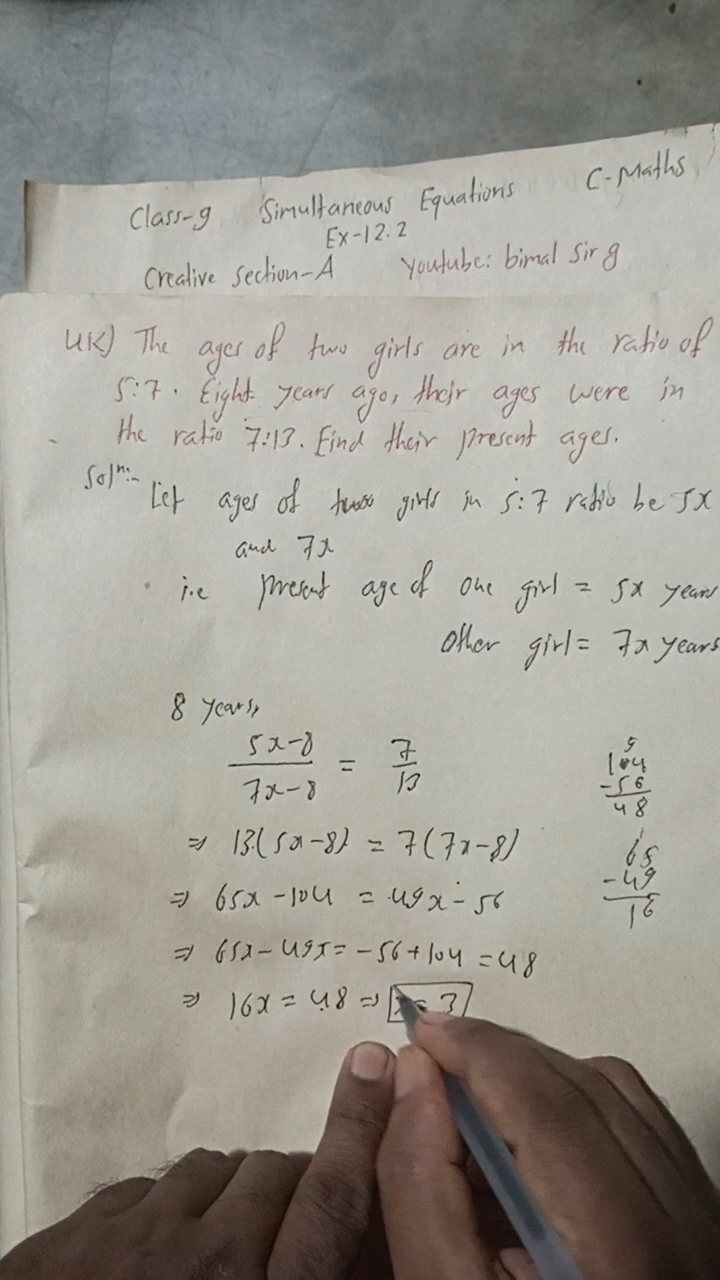 Class-9 Simultaneous Equations C-Maths
Ex-12.2
Creative Section-A Youtube: bimal sir g
4K) The ages of two girls are in the ratio of
5:7. Eight years ago, their ages were in
the ratio 7:13. Find their present ages.
Solⁿ:-
Let ages of two girls in 5:7 ratio be 5x
and 7x
i.e present age of one girl = 5x years
Other girl = 7x years
8 years,
5x-8 / 7x-8 = 7 / 13
⇒ 13(5x-8) = 7(7x-8)
⇒ 65x - 104 = 49x - 56
⇒ 65x - 49x = -56 + 104 = 48
⇒ 16x = 48 ⇒ x = 3
104
-56
48
65
-49
16